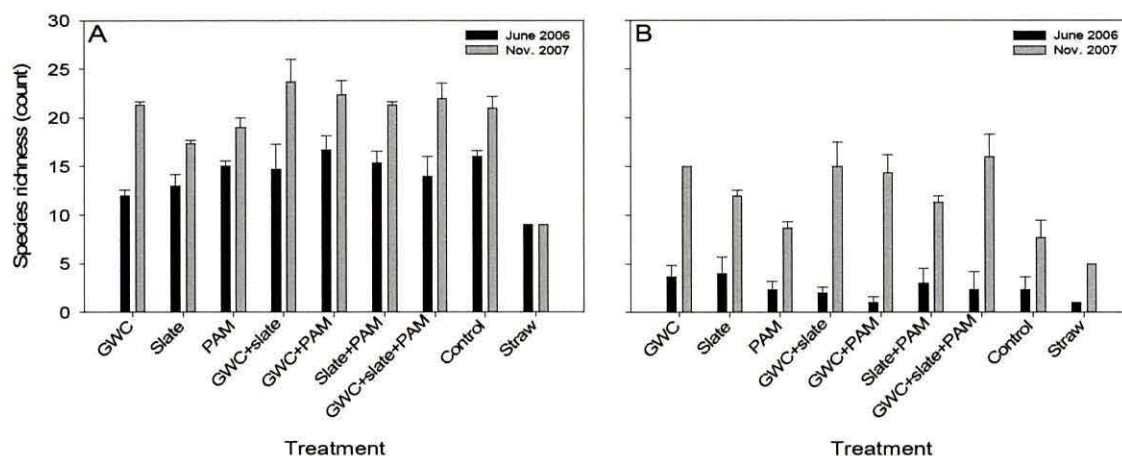 A
B
June 2006
Nov. 2007
June 2006
Nov. 2007
Species richness (count)
30
25
20
15
10
5
0
GWC
Slate
PAM
GWC+slate
GWC+PAM
Slate+PAM
GWC+slate+PAM
Control
Straw
GWC
Slate
PAM
GWC+slate
GWC+PAM
Slate+PAM
GWC+slate+PAM
Control
Straw
Treatment
Treatment